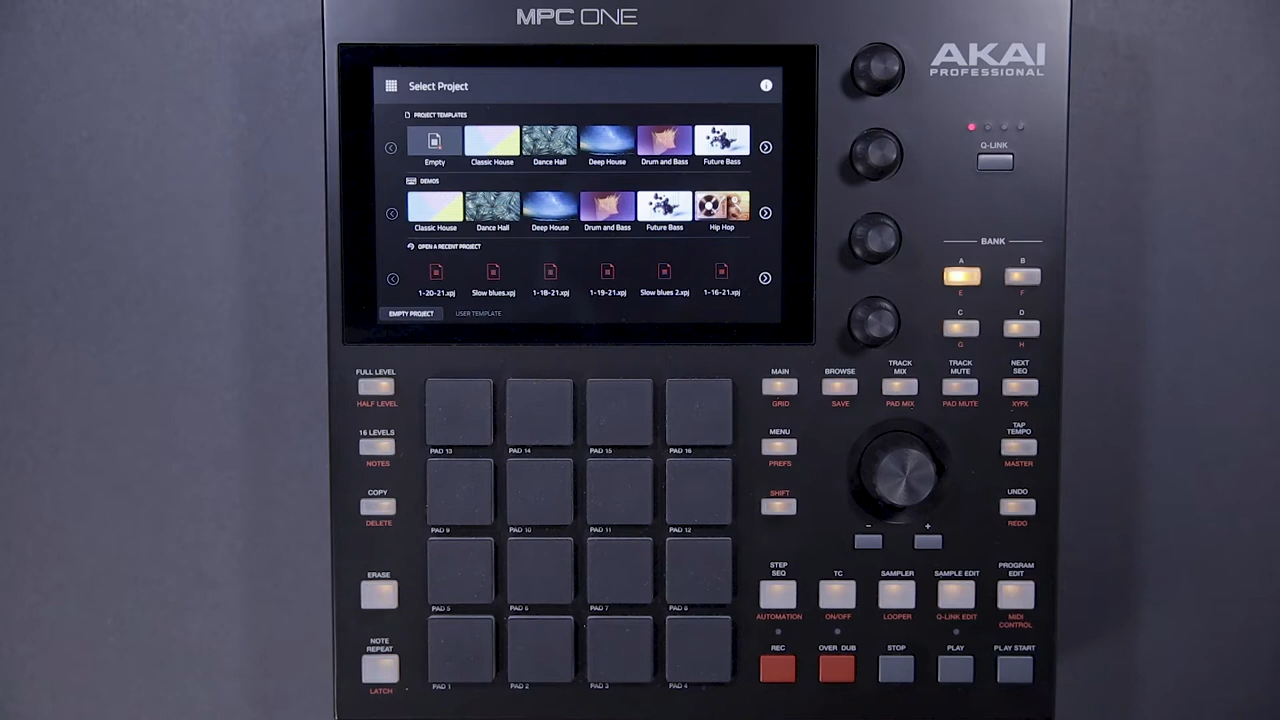 MPC ONE
AKAI
PROFESSIONAL
Select Project
PROJECT TEMPLATES
Empty Classic House Dance Hall Deep House Drum and Bass Future Bass
DEMOS
Classic House Dance Hall Deep House Drum and Bass Future Bass Hip Hop
OPEN A RECENT PROJECT
1-20-21.xpj Slow blues.xpj 1-18-21.xpj 1-19-21.xpj Slow blues 2.xpj 1-16-21.xpj
EMPTY PROJECT USER TEMPLATE
Q-LINK
BANK
A B
E F
C D
G H
FULL LEVEL
HALF LEVEL
16 LEVELS
NOTES
COPY
DELETE
ERASE
NOTE
REPEAT
LATCH
PAD 13 PAD 14 PAD 15 PAD 16
PAD 9 PAD 10 PAD 11 PAD 12
PAD 5 PAD 6 PAD 7 PAD 8
PAD 1 PAD 2 PAD 3 PAD 4
MAIN
GRID
BROWSE
SAVE
TRACK
MIX
PAD MIX
TRACK
MUTE
PAD MUTE
NEXT
SEQ
XYFX
MENU
PREFS
TAP
TEMPO
MASTER
SHIFT
UNDO
REDO
- +
STEP
SEQ
AUTOMATION
TC
ON/OFF
SAMPLER
LOOPER
SAMPLE EDIT
Q-LINK EDIT
PROGRAM
EDIT
MIDI
CONTROL
REC OVER DUB STOP PLAY PLAY START